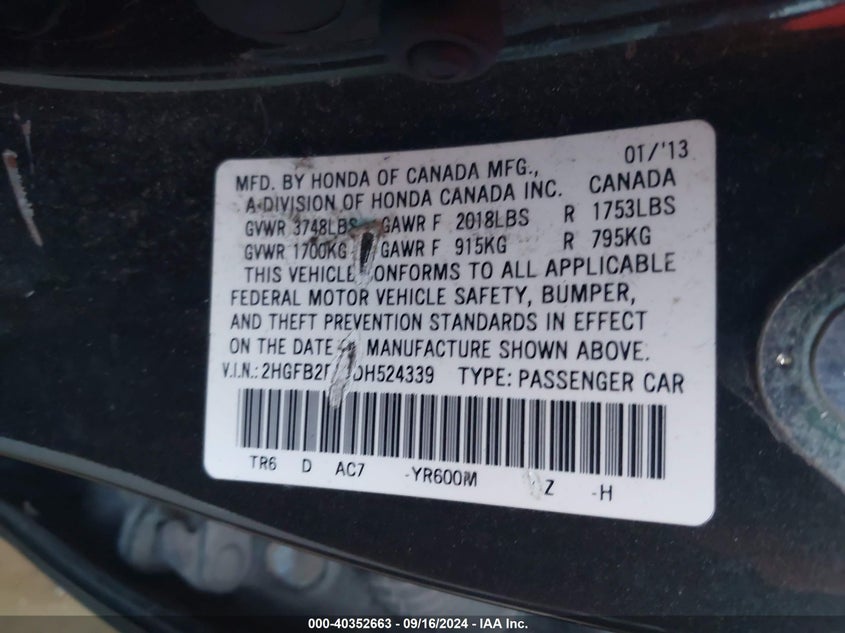 MFD. BY HONDA OF CANADA MFG., 01/'13
A DIVISION OF HONDA CANADA INC. CANADA
GVWR 3748LBS GAWR F 2018LBS R 1753LBS
GVWR 1700KG GAWR F 915KG R 795KG
THIS VEHICLE CONFORMS TO ALL APPLICABLE
FEDERAL MOTOR VEHICLE SAFETY, BUMPER,
AND THEFT PREVENTION STANDARDS IN EFFECT
ON THE DATE MANUFACTURE SHOWN ABOVE.
V.I.N.: TYPE: PASSENGER CAR
TR6 D AC7 -YR600M Z -H
000-40352663 - 09/16/2024 - IAA Inc.